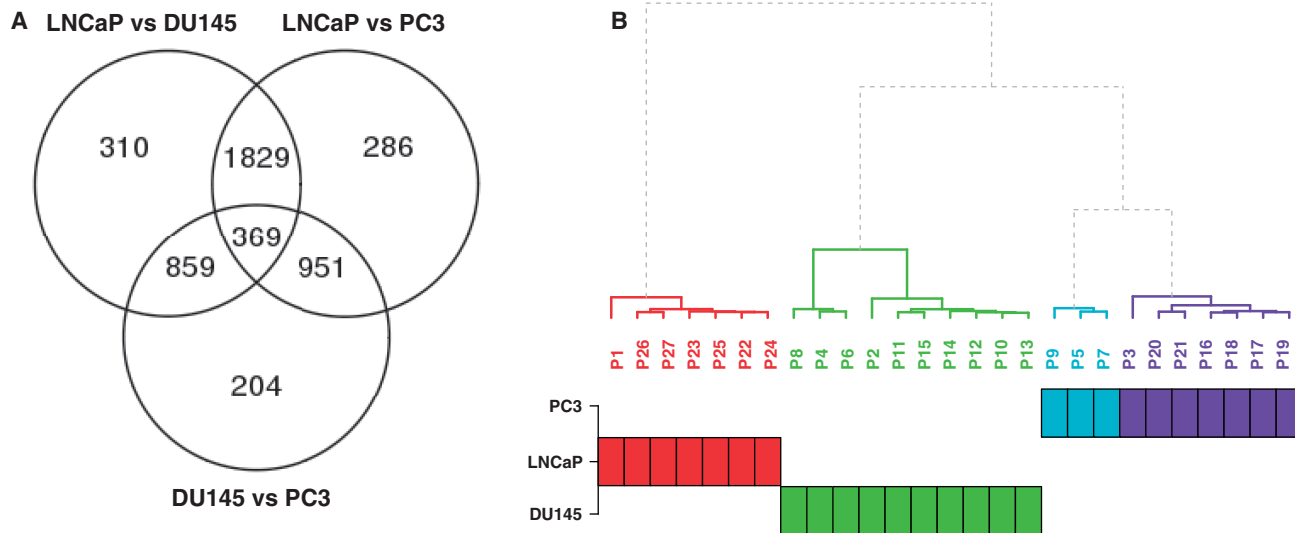 A
LNCaP vs DU145
LNCaP vs PC3
310
1829
286
369
859
951
204
DU145 vs PC3
B
P1 P26 P27 P23 P25 P22 P24 P8 P4 P6 P2 P11 P15 P14 P12 P10 P13 P9 P5 P7 P3 P20 P21 P16 P18 P17 P19
PC3
LNCaP
DU145